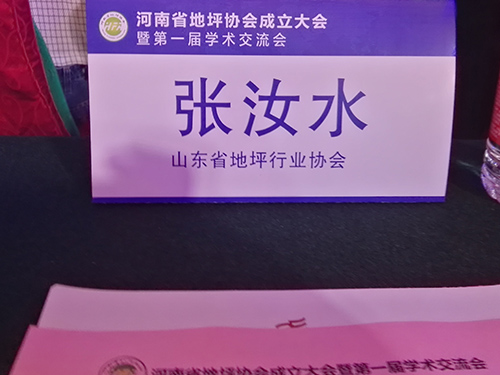 河南省地坪协会成立大会
暨第一届学术交流会
张汝水
山东省地坪行业协会
河南省地坪协会成立大会暨第一届学术交流会